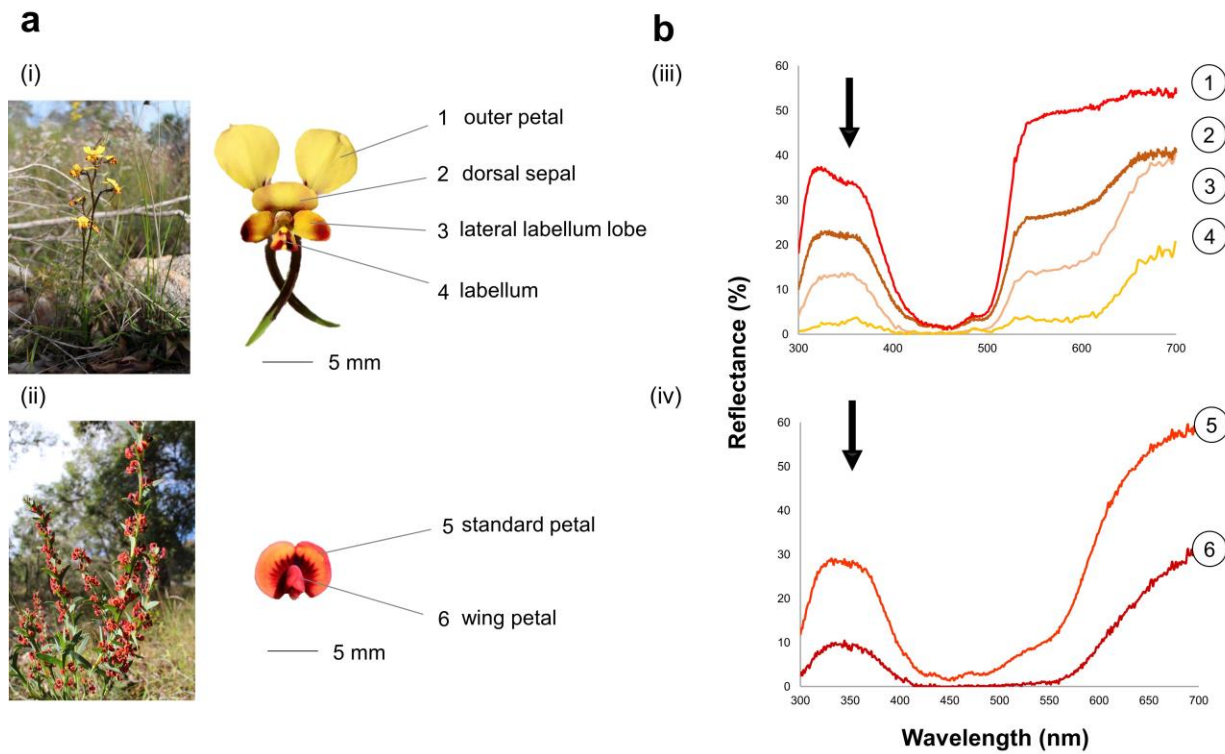 a
(i)
1 outer petal
2 dorsal sepal
3 lateral labellum lobe
4 labellum
5 mm
(ii)
5 standard petal
6 wing petal
5 mm
b
(iii)
60
50
40
30
20
10
0
300
400
500
600
700
1
2
3
4
Reflectance (%)
(iv)
60
50
40
30
20
10
0
300
350
400
450
500
550
600
650
700
5
6
Wavelength (nm)